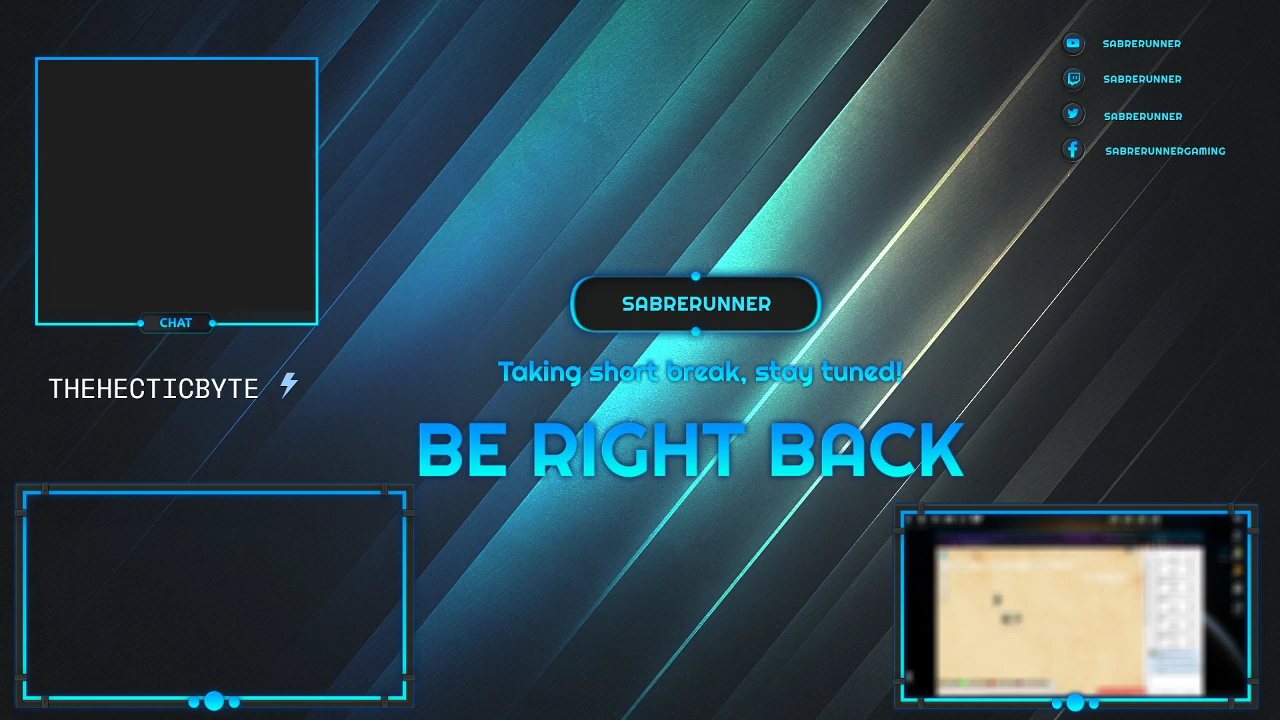 SABRERUNNER
SABRERUNNER
SABRERUNNER
SABRERUNNERGAMING
CHAT
THEHECTICBYTE
SABRERUNNER
Taking short break, stay tuned!
BE RIGHT BACK